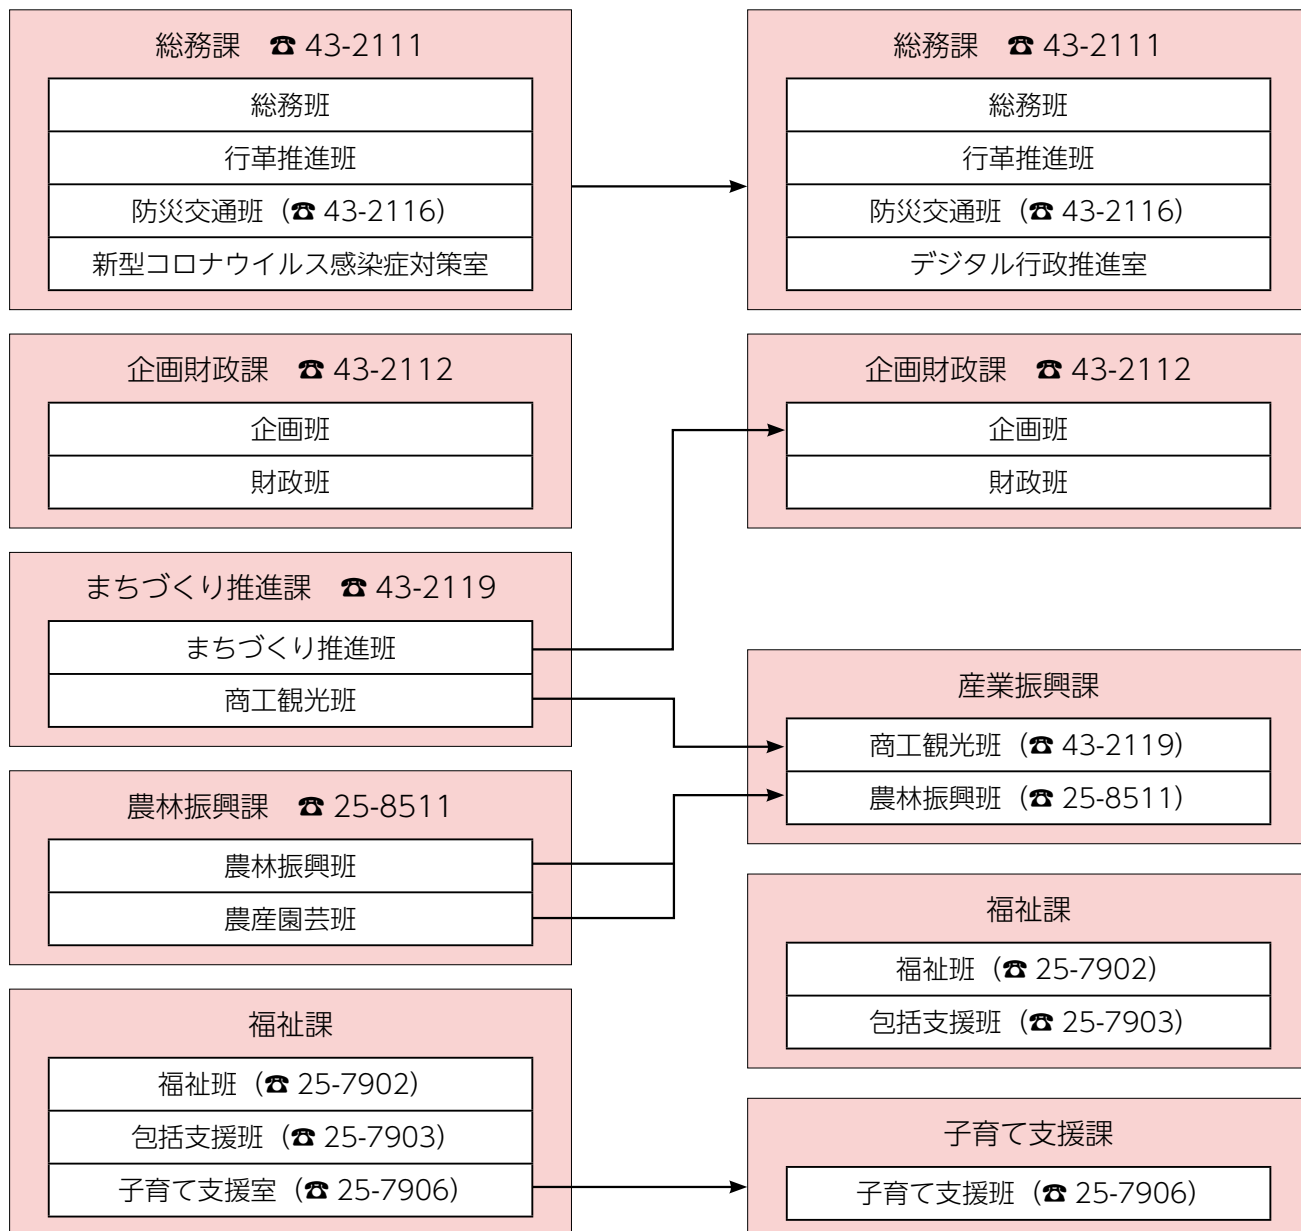 総務課 ☎ 43-2111
総務班
行革推進班
防災交通班（☎ 43-2116）
新型コロナウイルス感染症対策室
企画財政課 ☎ 43-2112
企画班
財政班
まちづくり推進課 ☎ 43-2119
まちづくり推進班
商工観光班
農林振興課 ☎ 25-8511
農林振興班
農産園芸班
福祉課
福祉班（☎ 25-7902）
包括支援班（☎ 25-7903）
子育て支援室（☎ 25-7906）
総務課 ☎ 43-2111
総務班
行革推進班
防災交通班（☎ 43-2116）
デジタル行政推進室
企画財政課 ☎ 43-2112
企画班
財政班
産業振興課
商工観光班（☎ 43-2119）
農林振興班（☎ 25-8511）
福祉課
福祉班（☎ 25-7902）
包括支援班（☎ 25-7903）
子育て支援課
子育て支援班（☎ 25-7906）